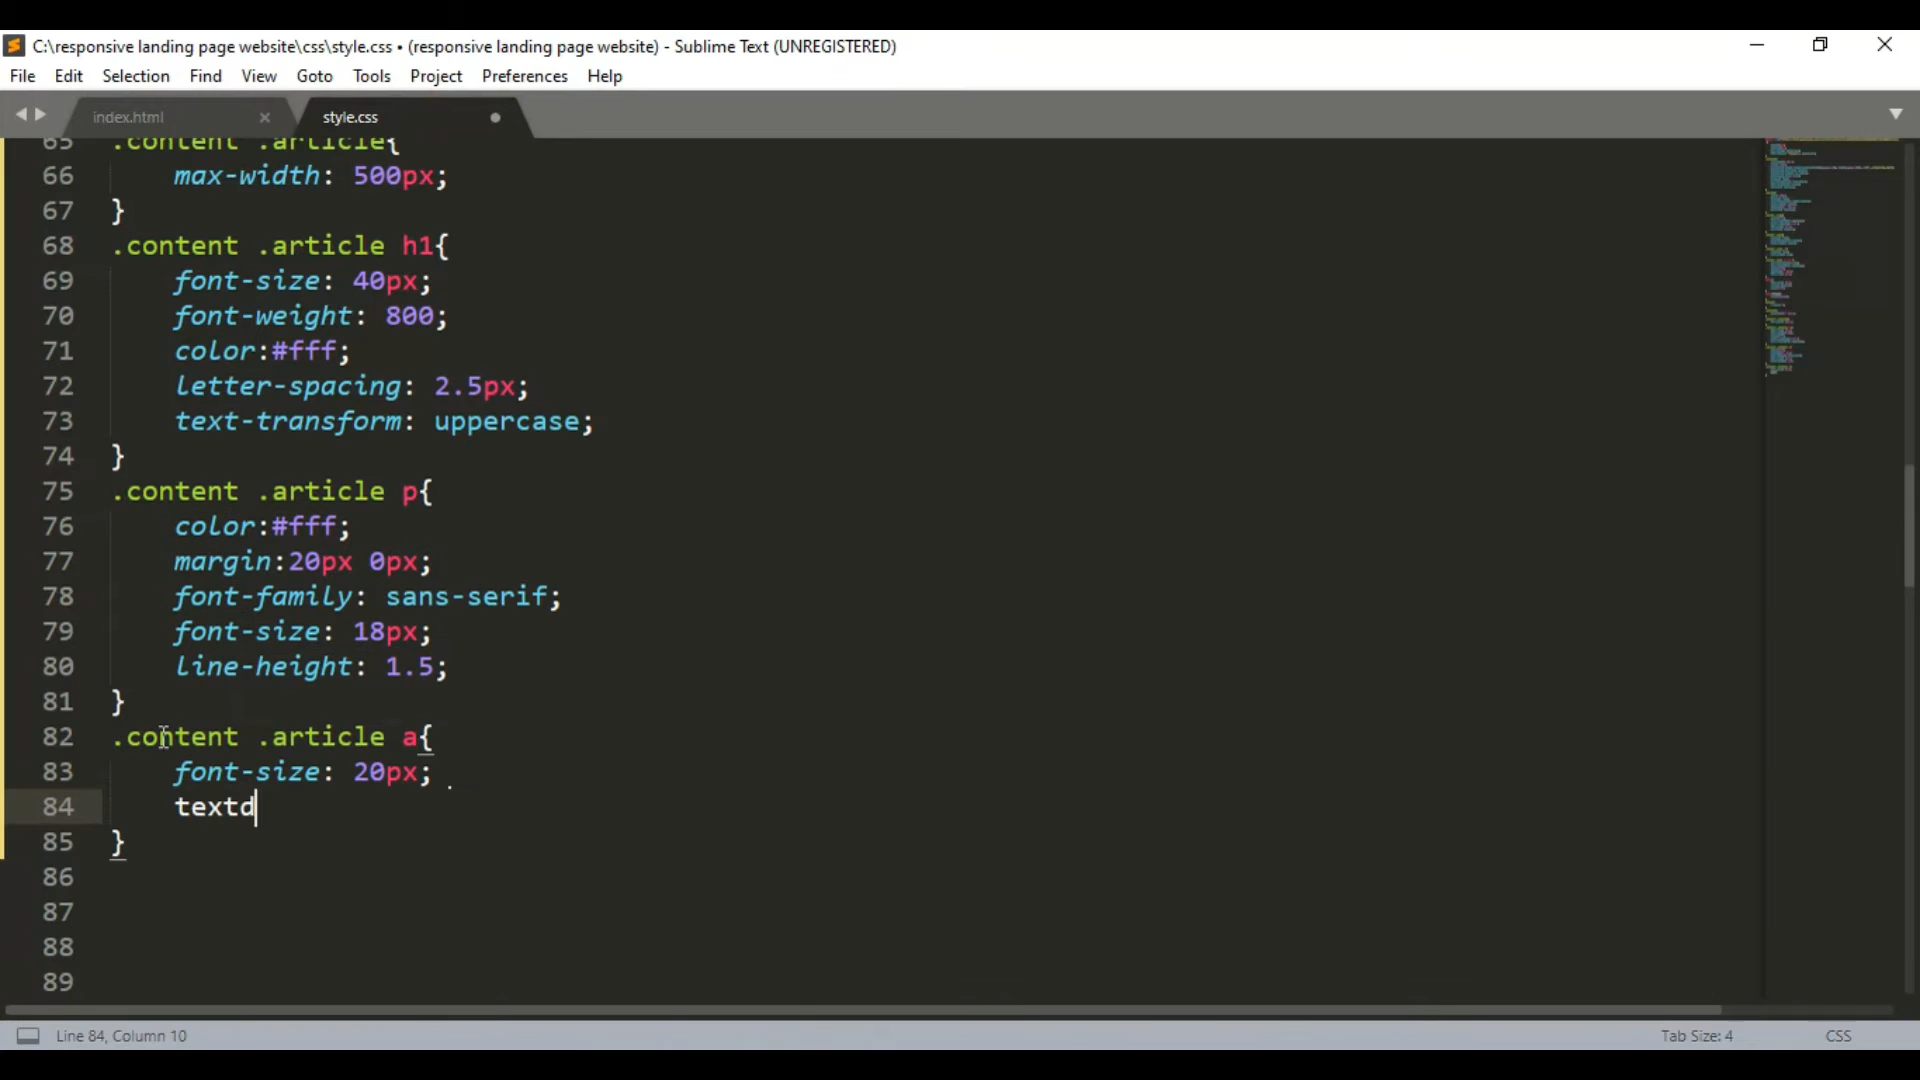 C:\responsive landing page website\css\style.css • (responsive landing page website) - Sublime Text (UNREGISTERED)
File Edit Selection Find View Goto Tools Project Preferences Help
index.html × style.css
65 .content .article{
66 max-width: 500px;
67 }
68 .content .article h1{
69 font-size: 40px;
70 font-weight: 800;
71 color:#fff;
72 letter-spacing: 2.5px;
73 text-transform: uppercase;
74 }
75 .content .article p{
76 color:#fff;
77 margin:20px 0px;
78 font-family: sans-serif;
79 font-size: 18px;
80 line-height: 1.5;
81 }
82 .content .article a{
83 font-size: 20px;
84 textd
85 }
86
87
88
89
Line 84, Column 10 Tab Size: 4 CSS